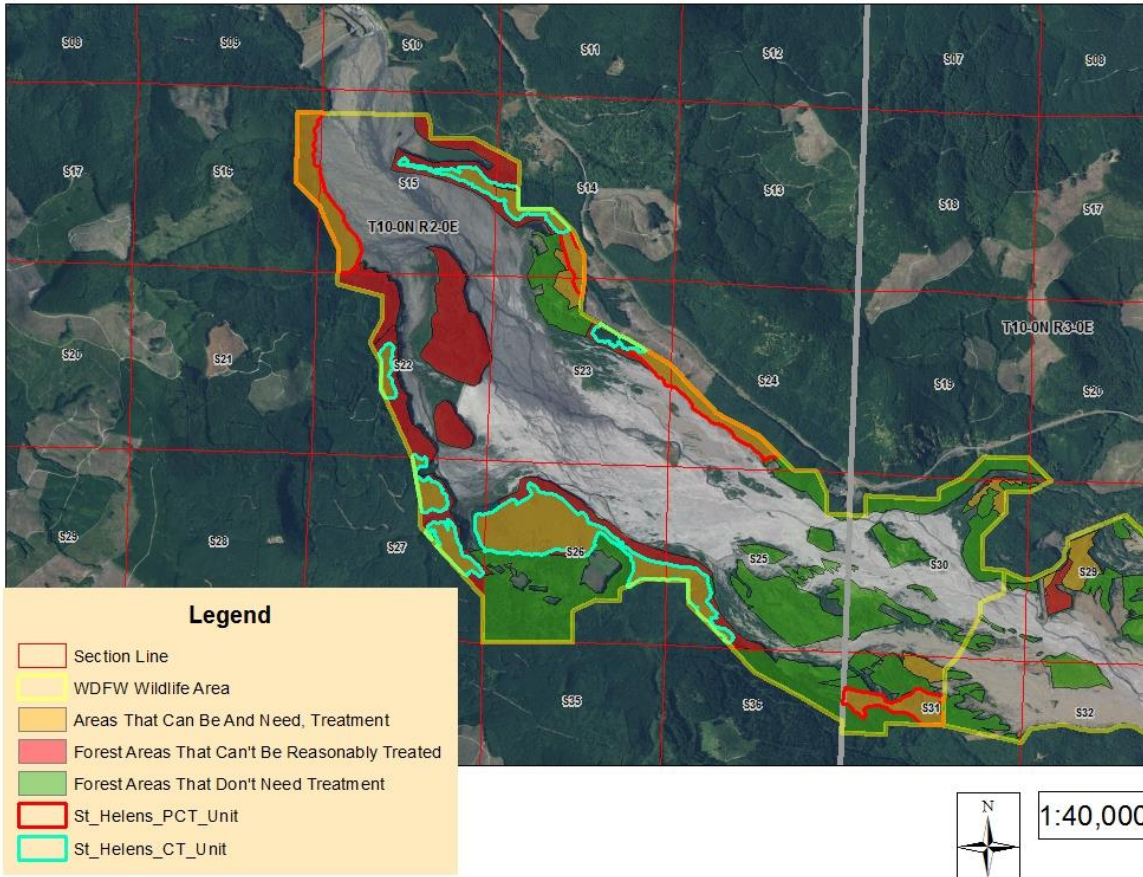 S08 S09 S10 S11 S12 S07 S08
S17 S16 S15 S14 S13 S18 S17
T10-0N R2-0E
T10-0N R3-0E
S20 S21 S22 S23 S24 S19 S20
S29 S28 S27 S26 S25 S30 S29
S35 S36 S31 S32
Legend
Section Line
WDFW Wildlife Area
Areas That Can Be And Need, Treatment
Forest Areas That Can't Be Reasonably Treated
Forest Areas That Don't Need Treatment
St_Helens_PCT_Unit
St_Helens_CT_Unit
N
1:40,000